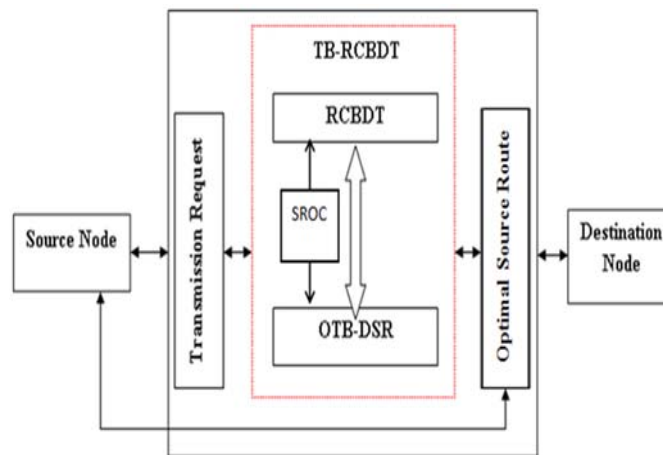 TB-RCBDT
RCBDT
Transmission Request
SROC
Optimal Source Route
Source Node
Destination
Node
OTB-DSR